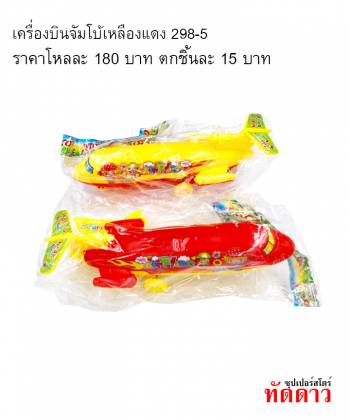 เครื่องบินจัมโบ้เหลืองแดง 298-5
ราคาโหลละ 180 บาท ตกชิ้นละ 15 บาท
ซุปเปอร์สโตร์
ทัดดาว